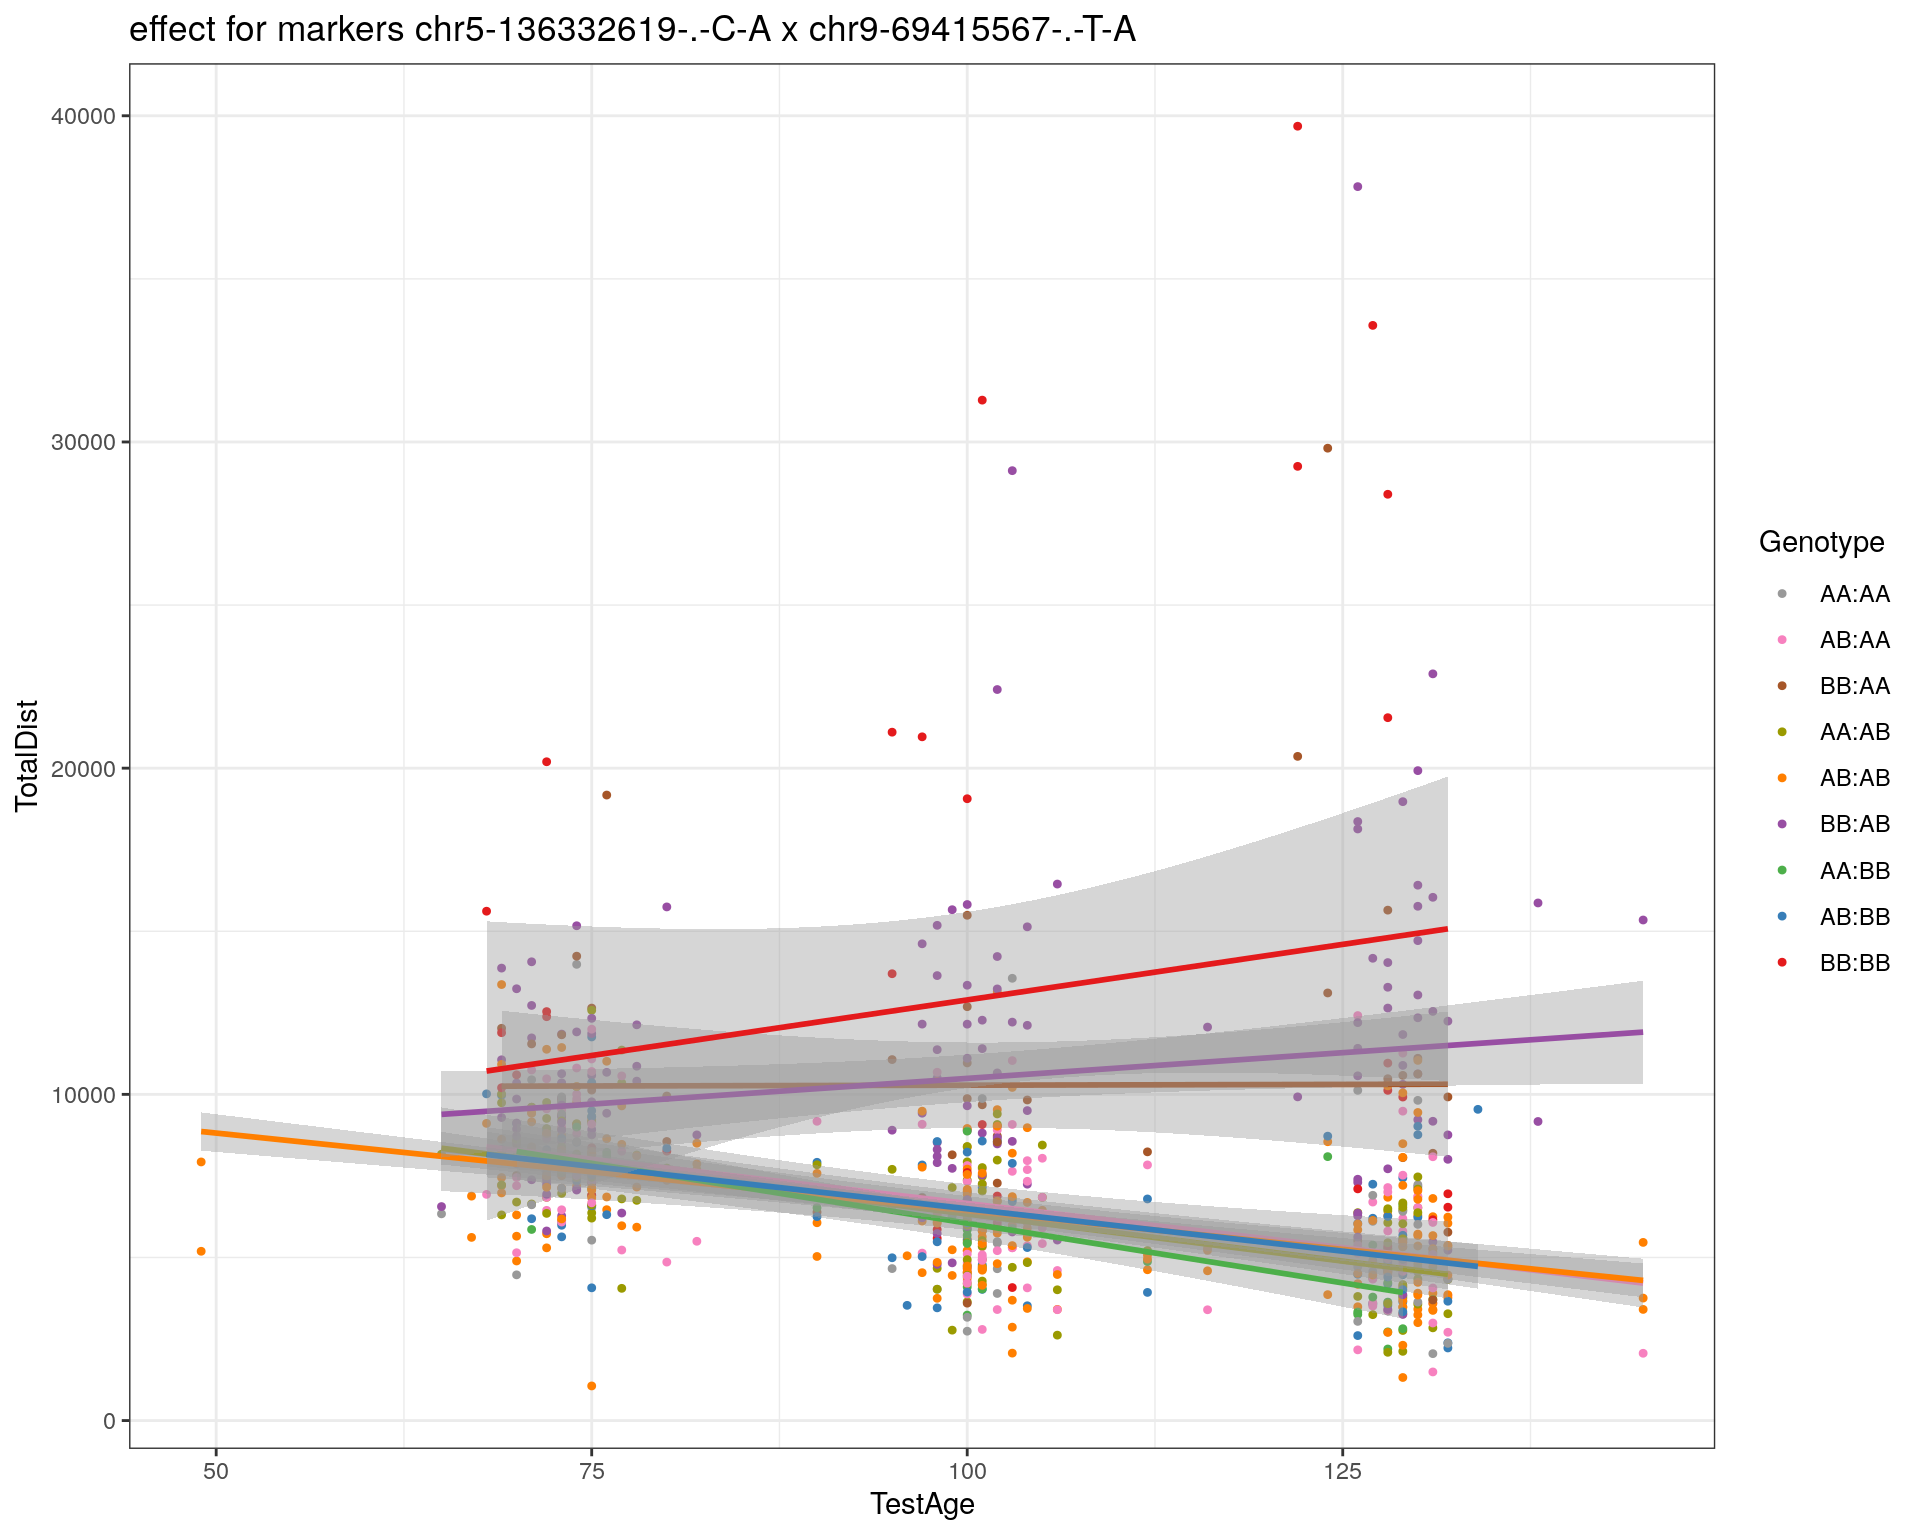 effect for markers chr5-136332619-.-C-A x chr9-69415567-.-T-A
40000
30000
20000
10000
0
TotalDist
50
75
100
125
TestAge
Genotype
AA:AA
AB:AA
BB:AA
AA:AB
AB:AB
BB:AB
AA:BB
AB:BB
BB:BB